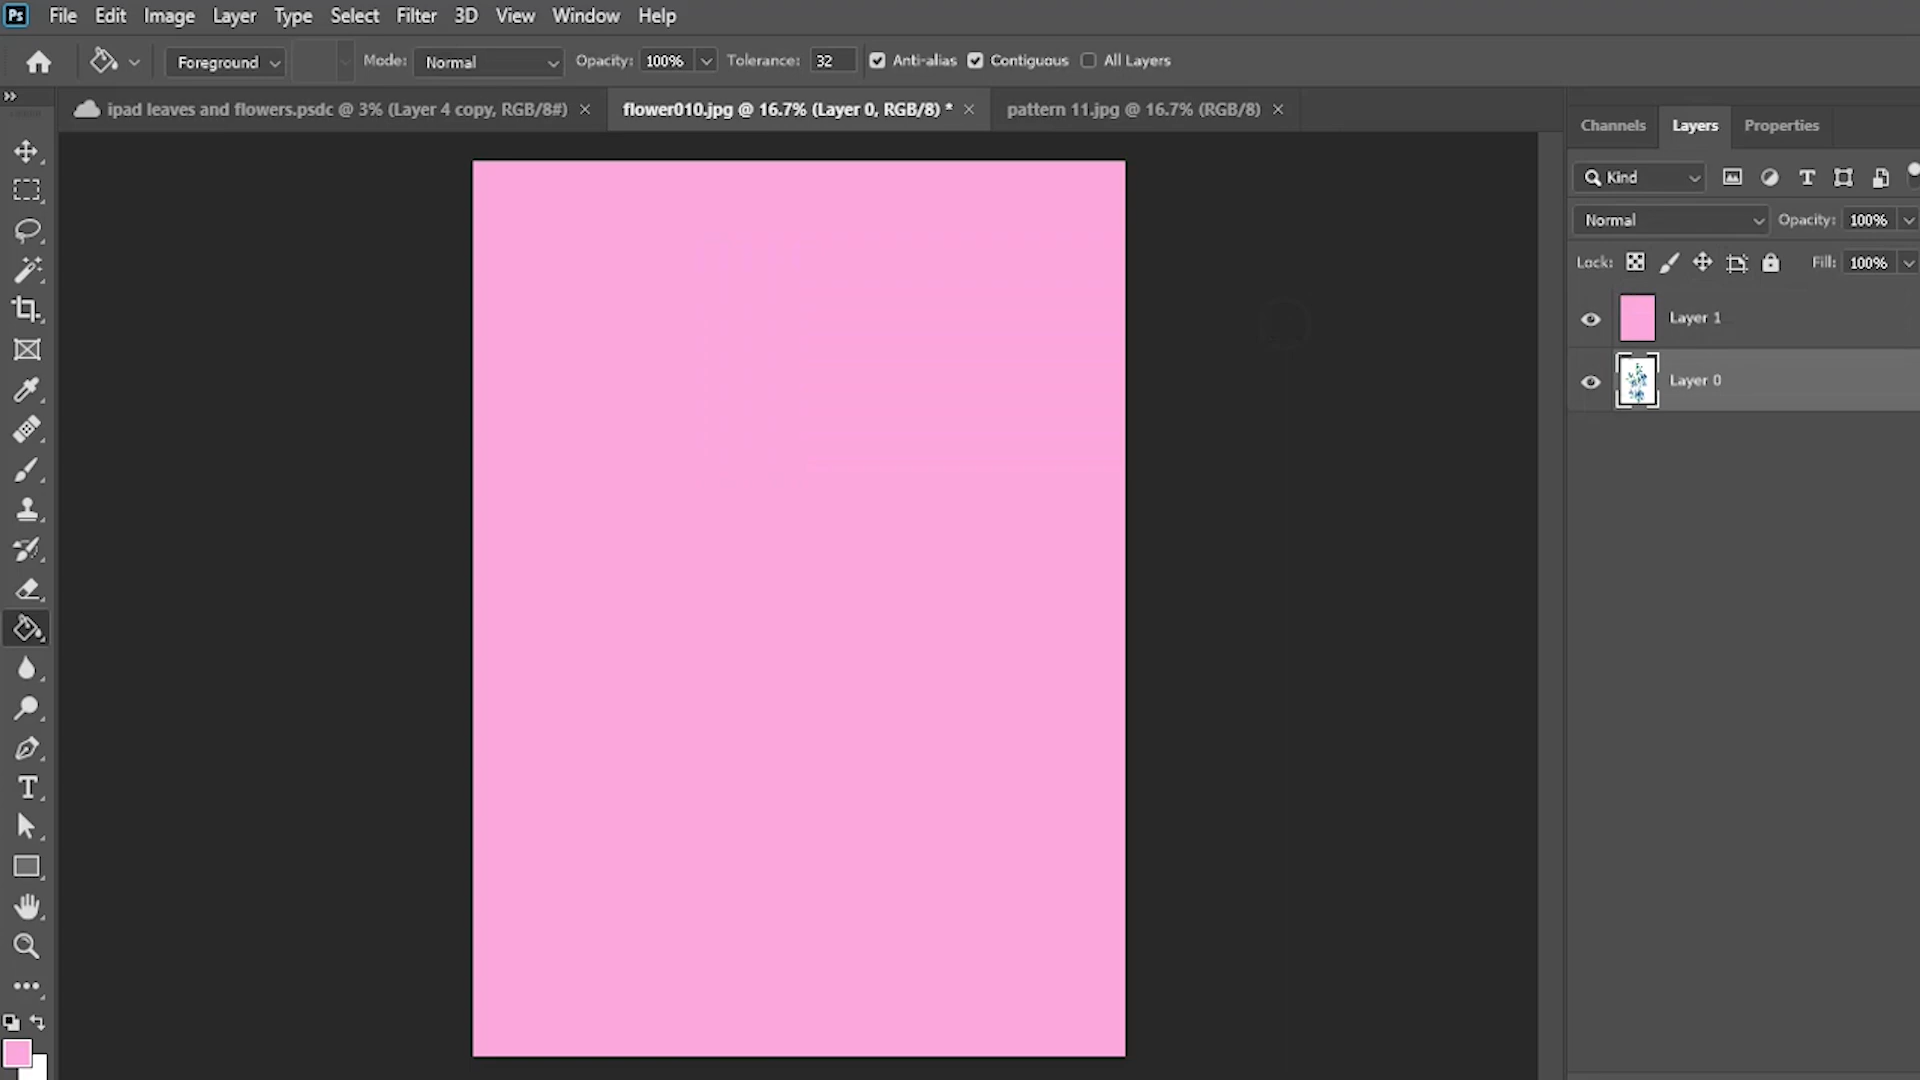 Ps File Edit Image Layer Type Select Filter 3D View Window Help
Foreground Mode: Normal Opacity: 100% Tolerance: 32 Anti-alias Contiguous All Layers
ipad leaves and flowers.psdc @ 3% (Layer 4 copy, RGB/8#) × flower010.jpg @ 16.7% (Layer 0, RGB/8) * × pattern 11.jpg @ 16.7% (RGB/8) ×
Channels Layers Properties
Kind
Normal Opacity: 100%
Lock: Fill: 100%
Layer 1
Layer 0